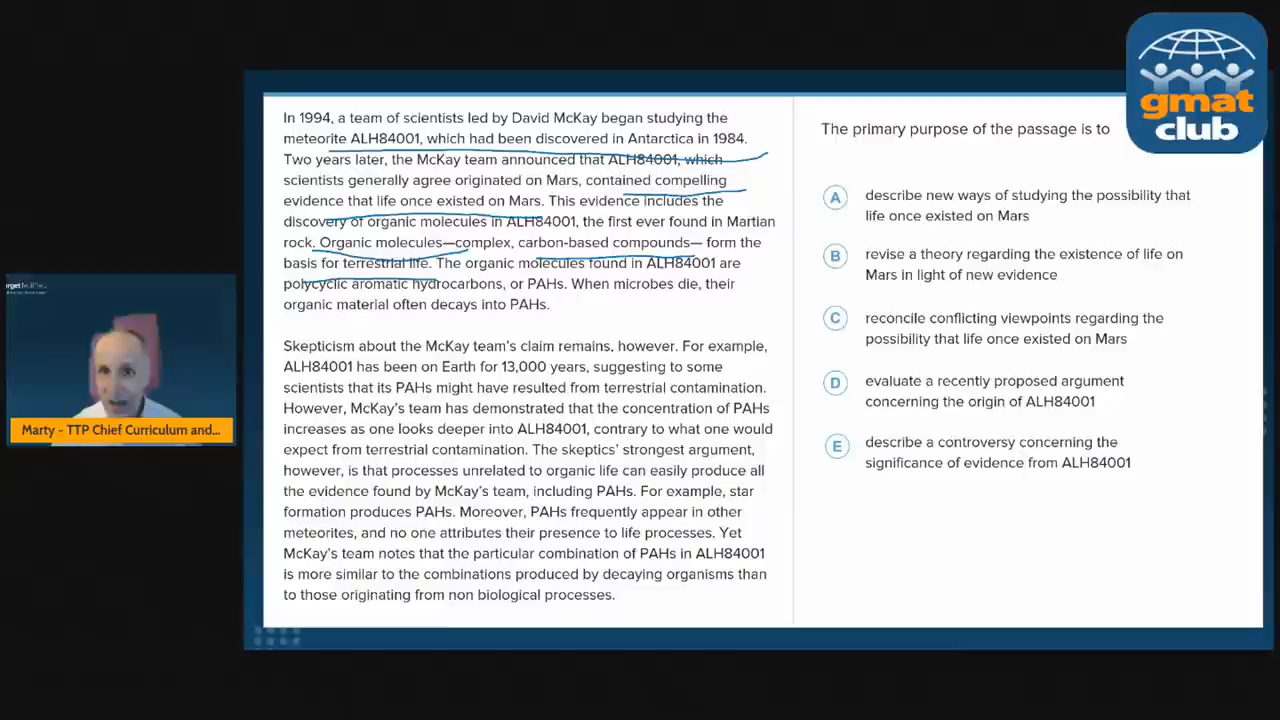 In 1994, a team of scientists led by David McKay began studying the
meteorite ALH84001, which had been discovered in Antarctica in 1984.
Two years later, the McKay team announced that ALH84001, which
scientists generally agree originated on Mars, contained compelling
evidence that life once existed on Mars. This evidence includes the
discovery of organic molecules in ALH84001, the first ever found in Martian
rock. Organic molecules—complex, carbon-based compounds— form the
basis for terrestrial life. The organic molecules found in ALH84001 are
polycyclic aromatic hydrocarbons, or PAHs. When microbes die, their
organic material often decays into PAHs.
Skepticism about the McKay team's claim remains, however. For example,
ALH84001 has been on Earth for 13,000 years, suggesting to some
scientists that its PAHs might have resulted from terrestrial contamination.
However, McKay's team has demonstrated that the concentration of PAHs
increases as one looks deeper into ALH84001, contrary to what one would
expect from terrestrial contamination. The skeptics' strongest argument,
however, is that processes unrelated to organic life can easily produce all
the evidence found by McKay's team, including PAHs. For example, star
formation produces PAHs. Moreover, PAHs frequently appear in other
meteorites, and no one attributes their presence to life processes. Yet
McKay's team notes that the particular combination of PAHs in ALH84001
is more similar to the combinations produced by decaying organisms than
to those originating from non biological processes.
The primary purpose of the passage is to
A describe new ways of studying the possibility that
life once existed on Mars
B revise a theory regarding the existence of life on
Mars in light of new evidence
C reconcile conflicting viewpoints regarding the
possibility that life once existed on Mars
D evaluate a recently proposed argument
concerning the origin of ALH84001
E describe a controversy concerning the
significance of evidence from ALH84001
gmat
club
Marty - TTP Chief Curriculum and...